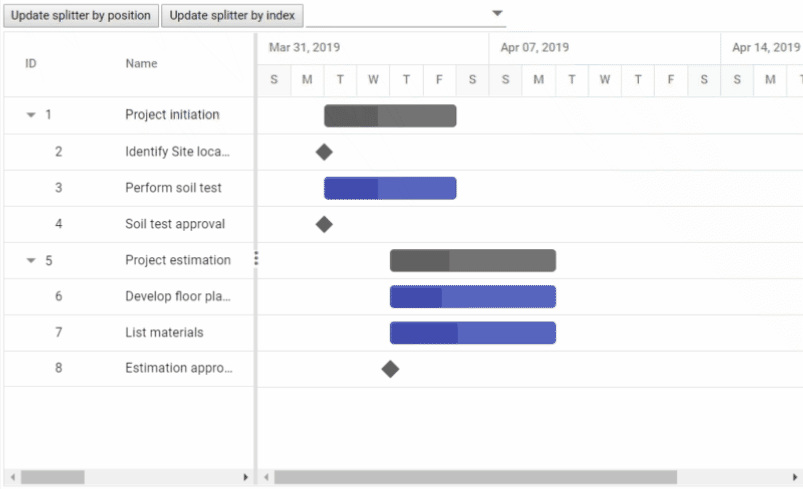 Update splitter by position Update splitter by index
Mar 31, 2019 Apr 07, 2019 Apr 14, 2019
ID Name
S M T W T F S S M T W T F S S M T
1 Project initiation
2 Identify Site loca...
3 Perform soil test
4 Soil test approval
5 Project estimation
6 Develop floor pla...
7 List materials
8 Estimation appro...